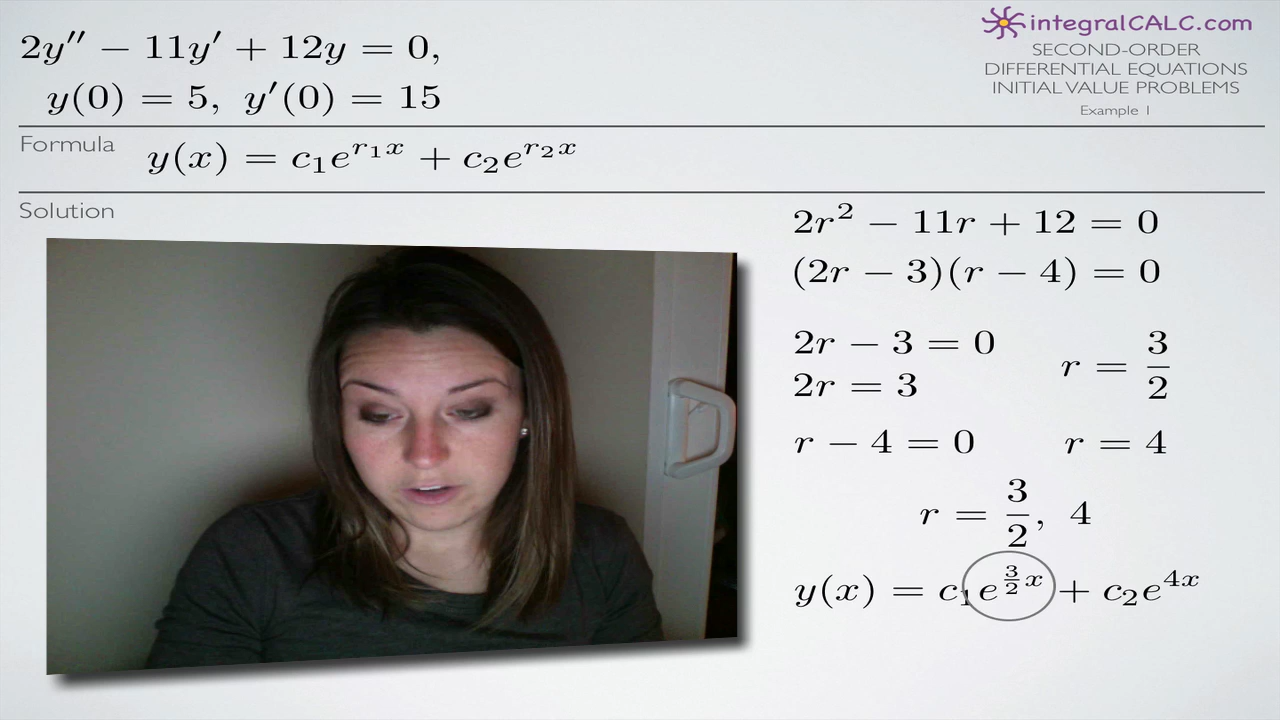 2y″ − 11y′ + 12y = 0,
y(0) = 5, y′(0) = 15
integralCALC.com
SECOND-ORDER
DIFFERENTIAL EQUATIONS
INITIAL VALUE PROBLEMS
Example 1
Formula y(x) = c₁e^{r₁x} + c₂e^{r₂x}
Solution
2r² − 11r + 12 = 0
(2r − 3)(r − 4) = 0
2r − 3 = 0
2r = 3
r = 3/2
r − 4 = 0 r = 4
r = 3/2, 4
y(x) = c₁e^{3/2 x} + c₂e^{4x}